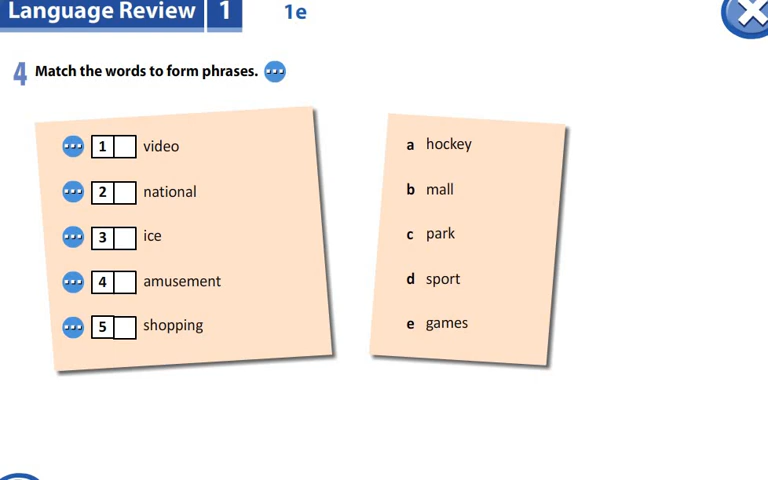 Language Review 1 1e
4 Match the words to form phrases.
1 video
2 national
3 ice
4 amusement
5 shopping
a hockey
b mall
c park
d sport
e games